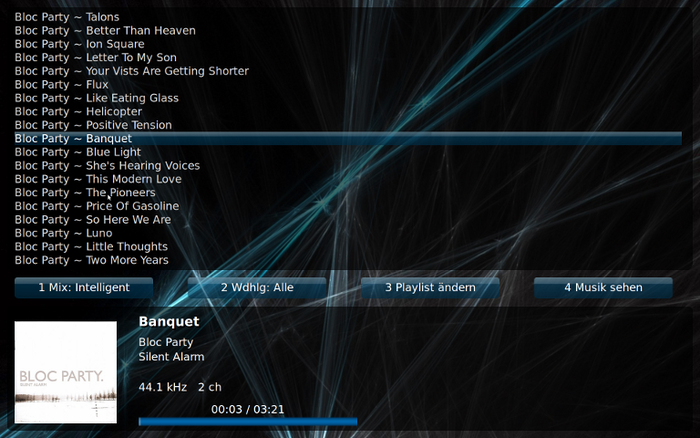 Bloc Party ~ Talons
Bloc Party ~ Better Than Heaven
Bloc Party ~ Ion Square
Bloc Party ~ Letter To My Son
Bloc Party ~ Your Vists Are Getting Shorter
Bloc Party ~ Flux
Bloc Party ~ Like Eating Glass
Bloc Party ~ Helicopter
Bloc Party ~ Positive Tension
Bloc Party ~ Banquet
Bloc Party ~ Blue Light
Bloc Party ~ She's Hearing Voices
Bloc Party ~ This Modern Love
Bloc Party ~ The Pioneers
Bloc Party ~ Price Of Gasoline
Bloc Party ~ So Here We Are
Bloc Party ~ Luno
Bloc Party ~ Little Thoughts
Bloc Party ~ Two More Years
1 Mix: Intelligent 2 Wdhlg: Alle 3 Playlist ändern 4 Musik sehen
Banquet
Bloc Party
Silent Alarm
BLOC PARTY.
SILENT ALARM
44.1 kHz 2 ch
00:03 / 03:21